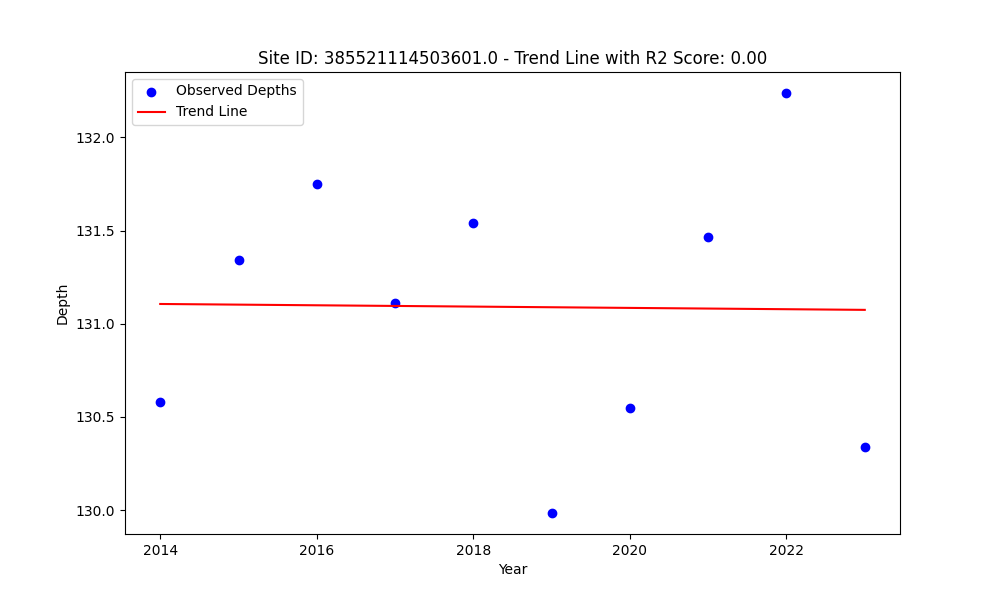 Site ID: 385521114503601.0 - Trend Line with R2 Score: 0.00
Observed Depths
Trend Line
132.0
131.5
131.0
130.5
130.0
Depth
2014
2016
2018
2020
2022
Year